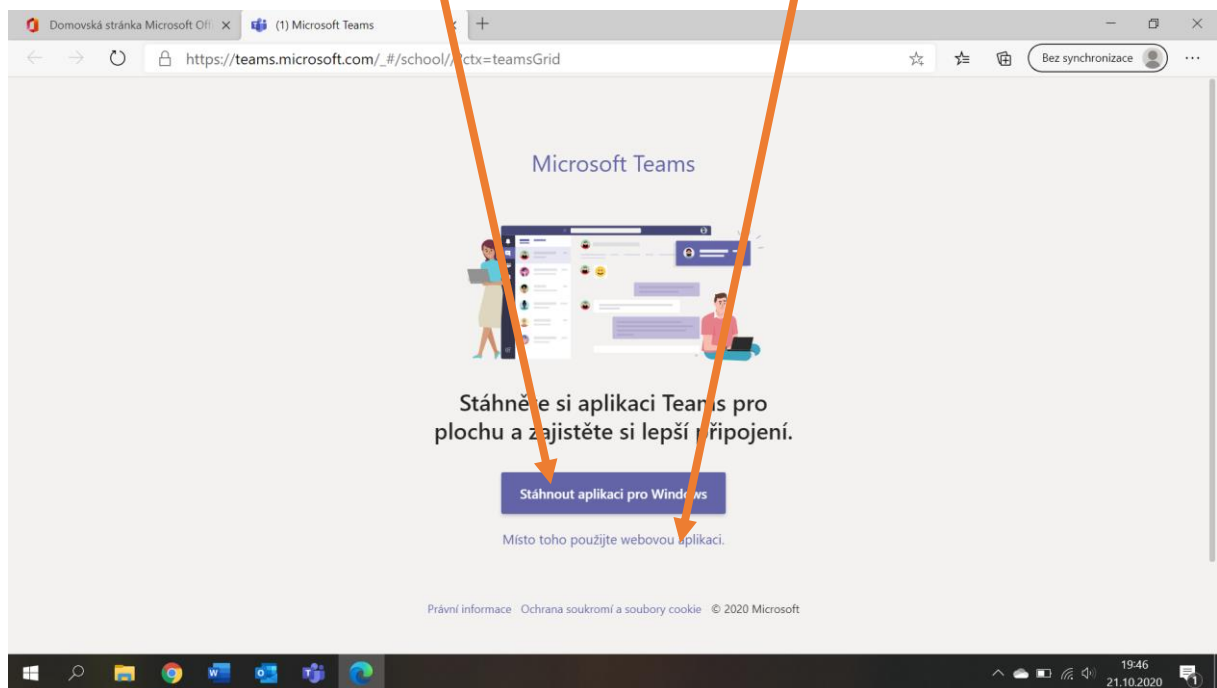 Domovská stránka Microsoft Off
(1) Microsoft Teams
https://teams.microsoft.com/_#/school//?ctx=teamsGrid
Bez synchronizace
Microsoft Teams
Stáhněte si aplikaci Teams pro
plochu a zajistěte si lepší připojení.
Stáhnout aplikaci pro Windows
Místo toho použijte webovou aplikaci.
Právní informace Ochrana soukromí a soubory cookie © 2020 Microsoft
19:46
21.10.2020
1